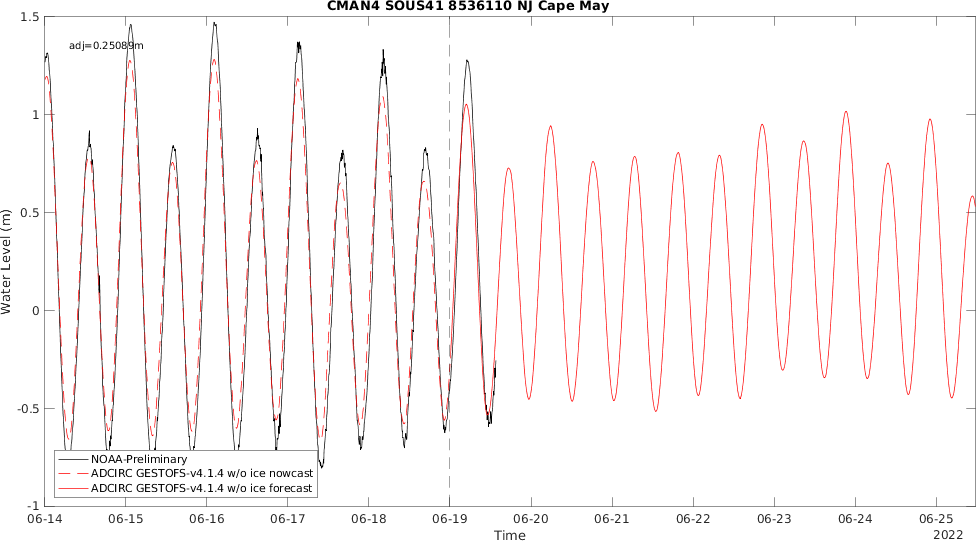 CMAN4 SOUS41 8536110 NJ Cape May
adj=0.25089m
Water Level (m)
1.5
1
0.5
0
-0.5
-1
NOAA-Preliminary
ADCIRC GESTOFS-v4.1.4 w/o ice nowcast
ADCIRC GESTOFS-v4.1.4 w/o ice forecast
06-14 06-15 06-16 06-17 06-18 06-19 06-20 06-21 06-22 06-23 06-24 06-25
Time
2022